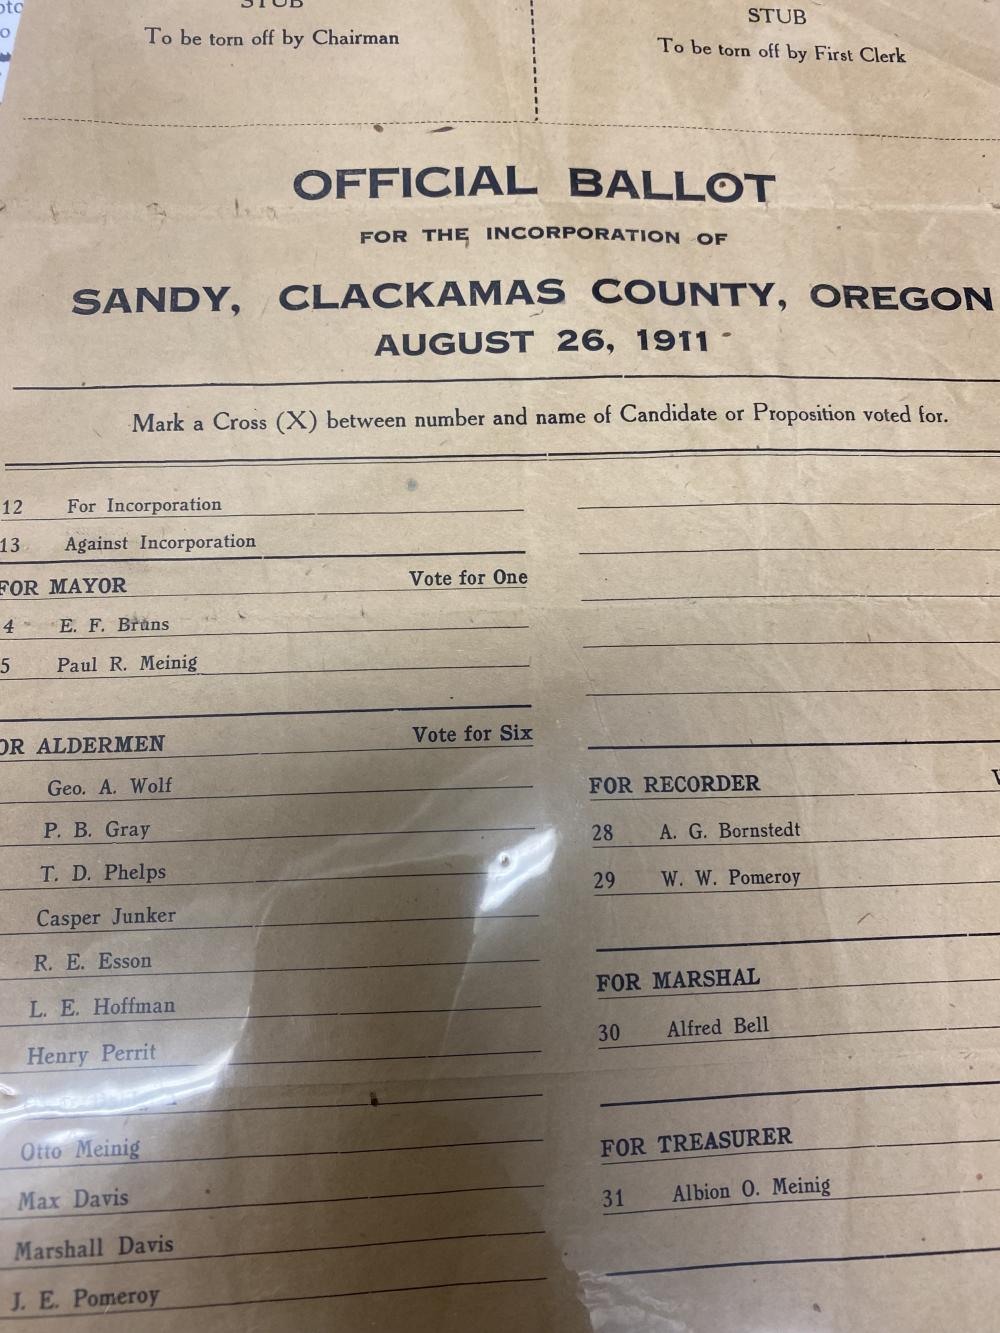 STUB
To be torn off by Chairman
STUB
To be torn off by First Clerk
OFFICIAL BALLOT
FOR THE INCORPORATION OF
SANDY, CLACKAMAS COUNTY, OREGON
AUGUST 26, 1911
Mark a Cross (X) between number and name of Candidate or Proposition voted for.
12 For Incorporation
13 Against Incorporation
FOR MAYOR Vote for One
4 E. F. Bruns
5 Paul R. Meinig
OR ALDERMEN Vote for Six
Geo. A. Wolf
P. B. Gray
T. D. Phelps
Casper Junker
R. E. Esson
L. E. Hoffman
Henry Perrit
Otto Meinig
Max Davis
Marshall Davis
J. E. Pomeroy
FOR RECORDER
28 A. G. Bornstedt
29 W. W. Pomeroy
FOR MARSHAL
30 Alfred Bell
FOR TREASURER
31 Albion O. Meinig